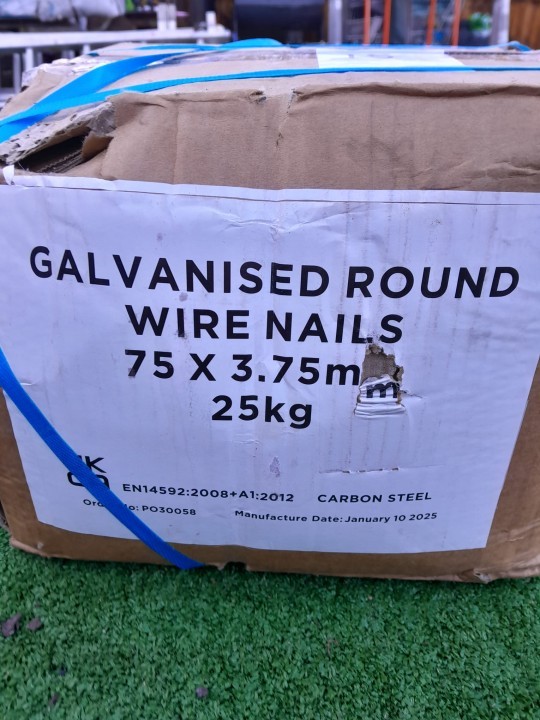 GALVANISED ROUND
WIRE NAILS
75 X 3.75mm
25kg
EN14592:2008+A1:2012 CARBON STEEL
PO30058 Manufacture Date: January 10 2025